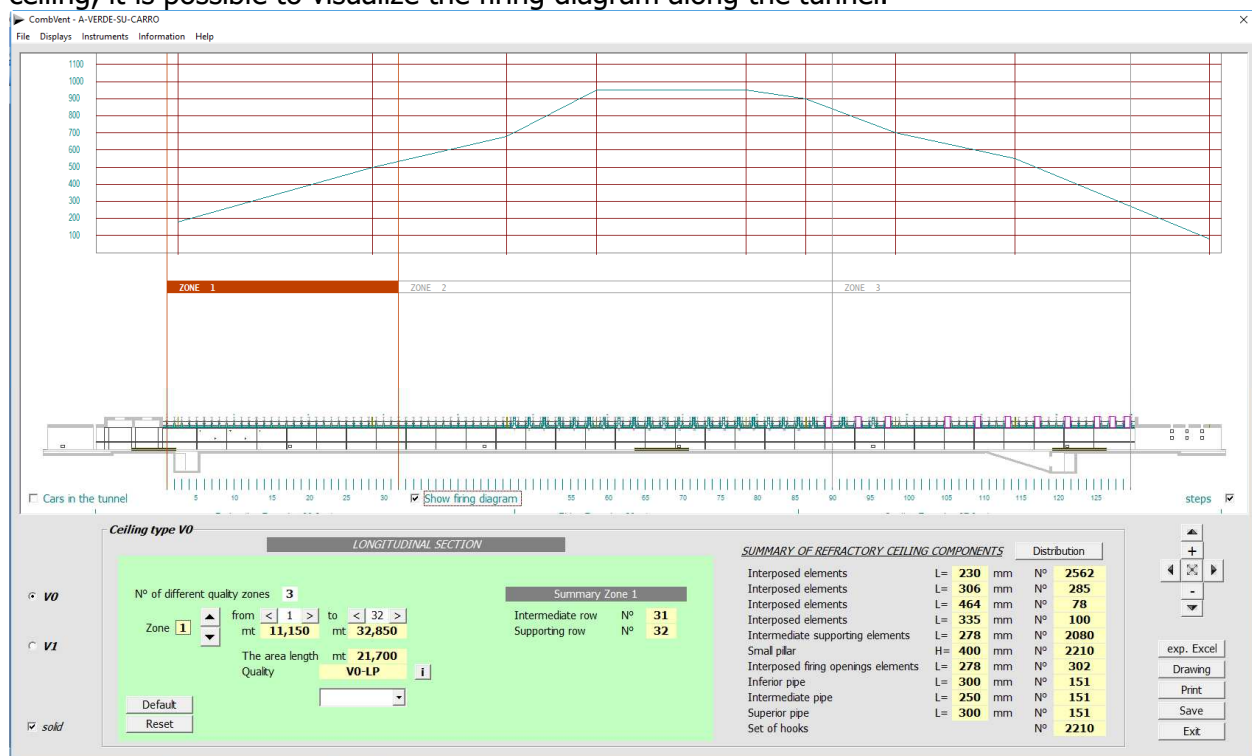 ceiling, it is possible to visualize the firing diagram along the tunnel.
CombVent - A-VERDE-SU-CARRO
File Displays Instruments Information Help
1100
1000
900
800
700
600
500
400
300
200
100
ZONE 1 ZONE 2 ZONE 3
Cars in the tunnel 5 10 15 20 25 30 Show firing diagram 55 60 65 70 75 80 85 90 95 100 105 110 115 120 125 steps
Ceiling type V0
LONGITUDINAL SECTION
V0
V1
solid
Nº of different quality zones 3
Zone 1 from < 1 > to < 32 >
mt 11,150 mt 32,850
The area length mt 21,700
Quality V0-LP i
Default
Reset
Summary Zone 1
Intermediate row Nº 31
Supporting row Nº 32
SUMMARY OF REFRACTORY CEILING COMPONENTS Distribution
Interposed elements L= 230 mm Nº 2562
Interposed elements L= 306 mm Nº 285
Interposed elements L= 464 mm Nº 78
Interposed elements L= 335 mm Nº 100
Intermediate supporting elements L= 278 mm Nº 2080
Small pilar H= 400 mm Nº 2210
Interposed firing openings elements L= 278 mm Nº 302
Inferior pipe L= 300 mm Nº 151
Intermediate pipe L= 250 mm Nº 151
Superior pipe L= 300 mm Nº 151
Set of hooks Nº 2210
+
-
exp. Excel
Drawing
Print
Save
Exit